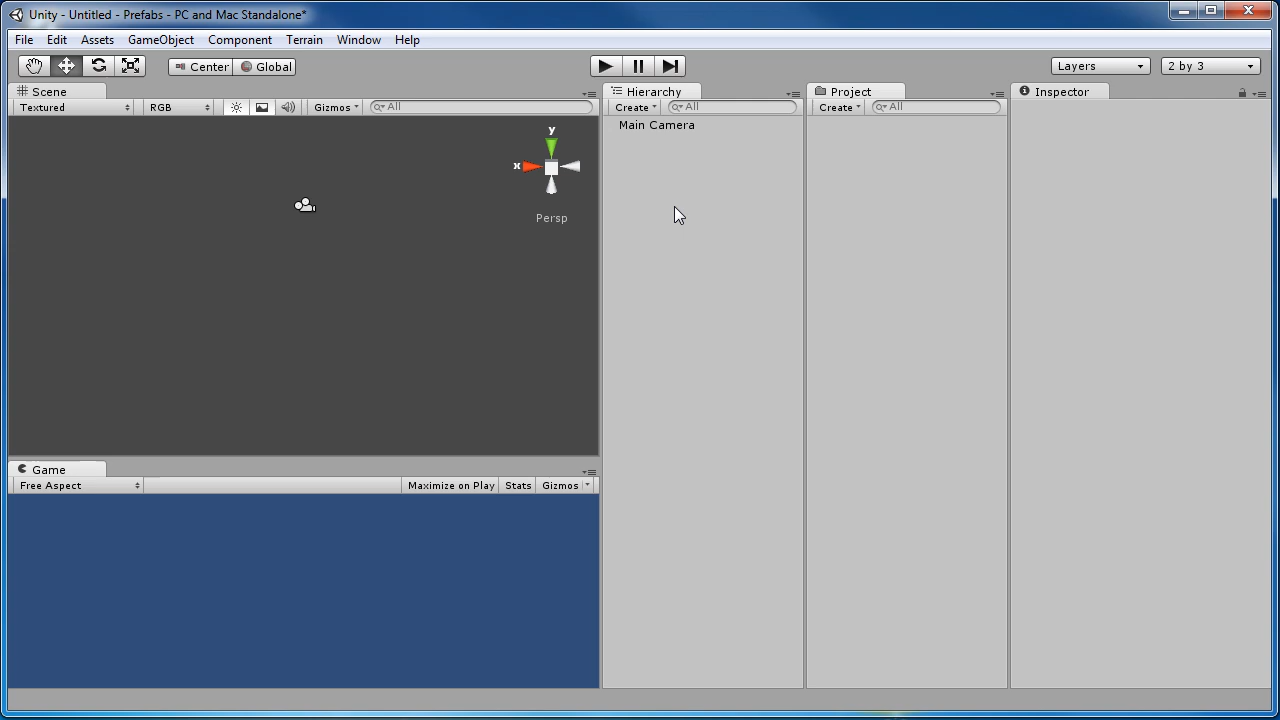 Unity - Untitled - Prefabs - PC and Mac Standalone*
File Edit Assets GameObject Component Terrain Window Help
Center Global Layers 2 by 3
Scene Hierarchy Project Inspector
Textured RGB Gizmos All Create All Create All
Main Camera
y
x
Persp
Game
Free Aspect Maximize on Play Stats Gizmos